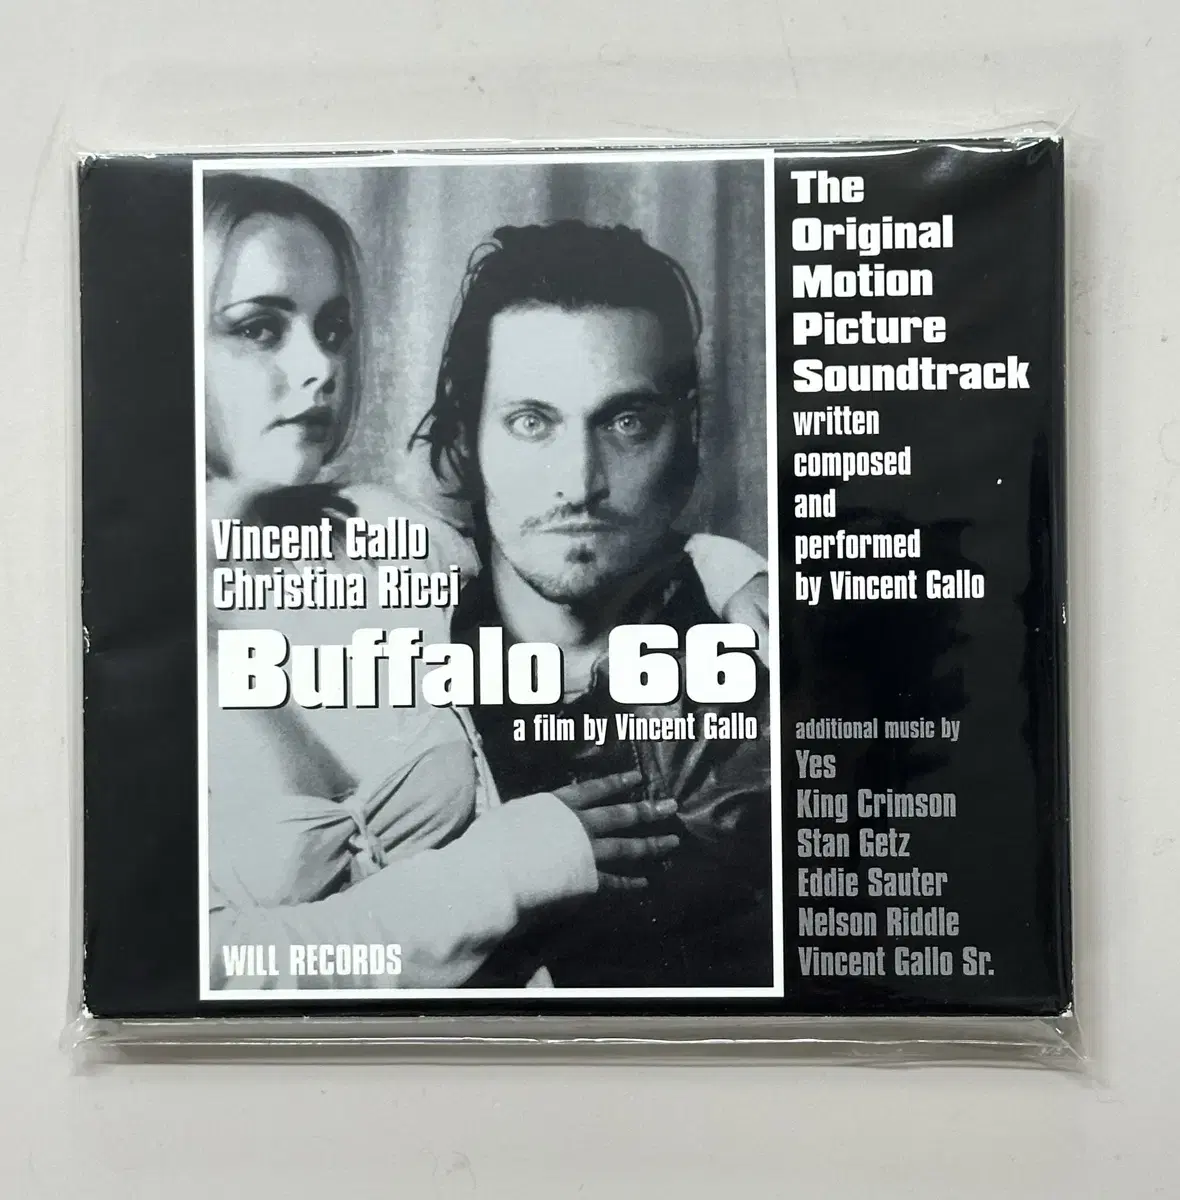 Vincent Gallo
Christina Ricci
Buffalo 66
a film by Vincent Gallo
WILL RECORDS
The
Original
Motion
Picture
Soundtrack
written
composed
and
performed
by Vincent Gallo
additional music by
Yes
King Crimson
Stan Getz
Eddie Sauter
Nelson Riddle
Vincent Gallo Sr.